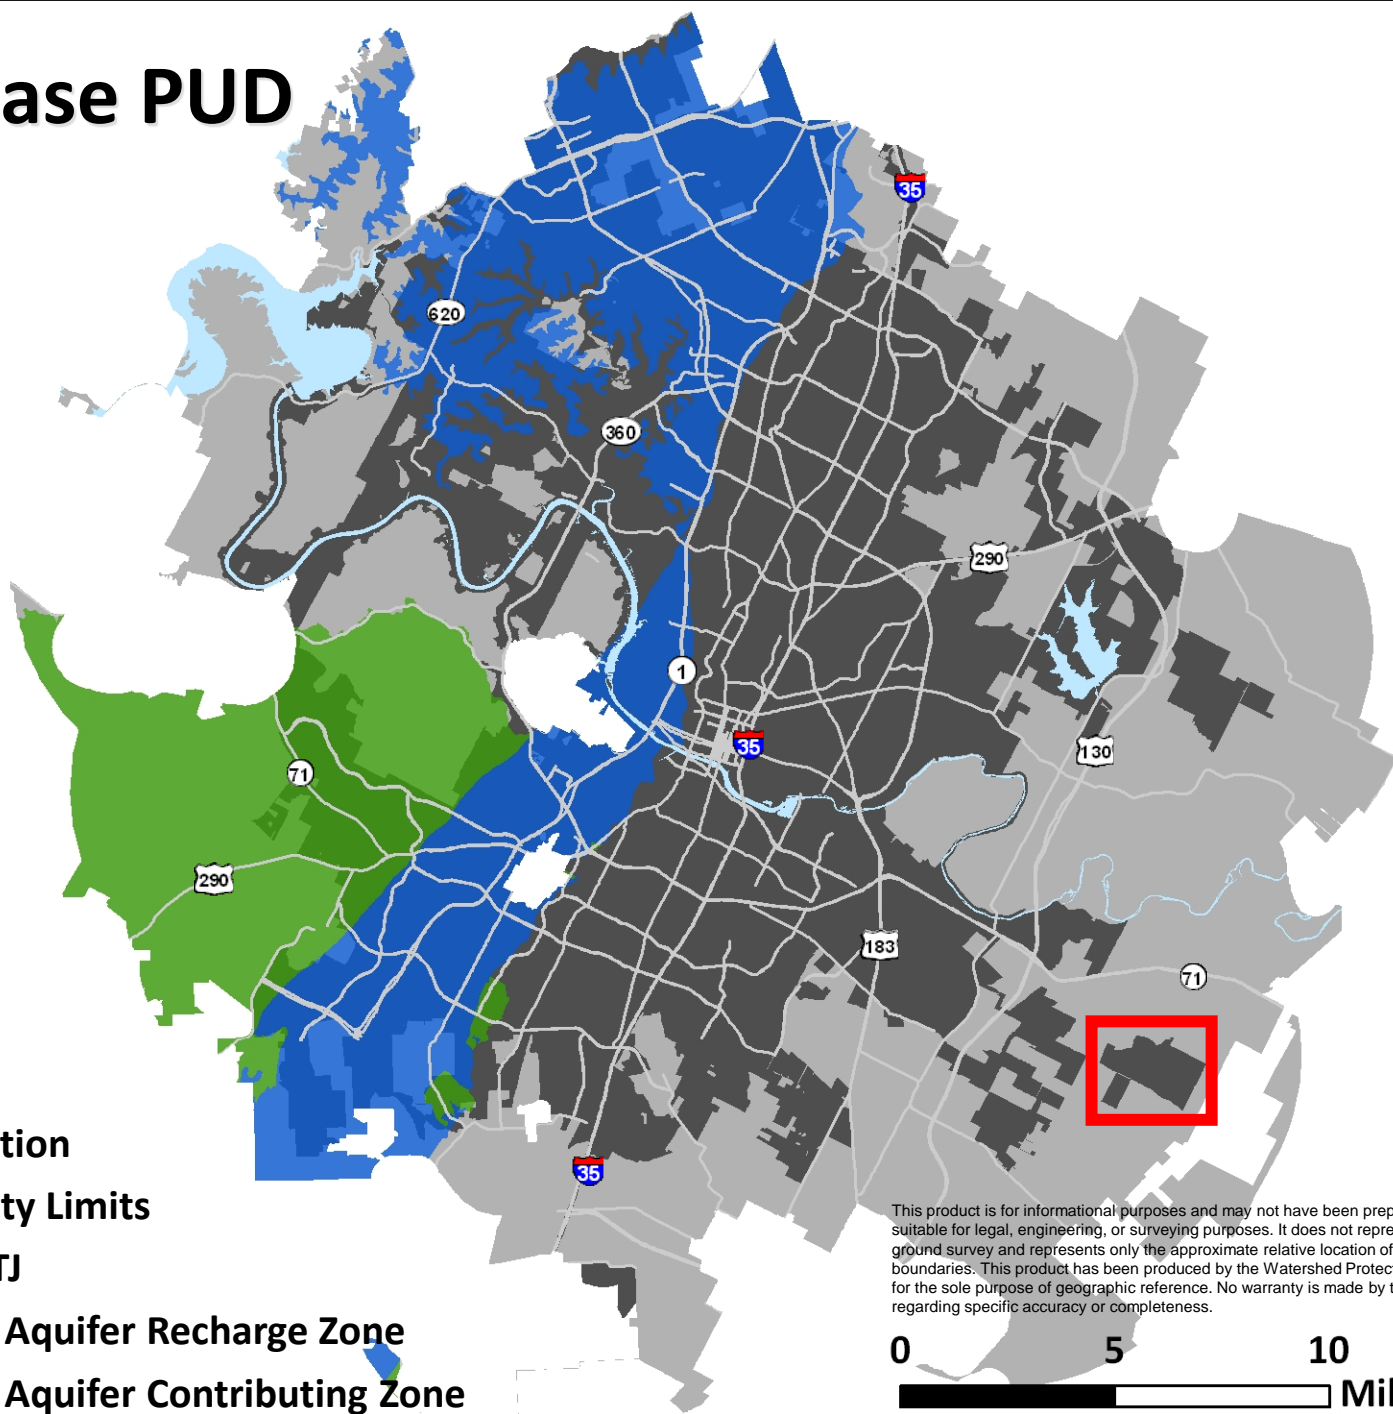 ase PUD
35
620
360
290
1
35
130
71
290
183
71
35
tion
ty Limits
TJ
Aquifer Recharge Zone
Aquifer Contributing Zone
This product is for informational purposes and may not have been prep
suitable for legal, engineering, or surveying purposes. It does not repre
ground survey and represents only the approximate relative location of
boundaries. This product has been produced by the Watershed Protect
for the sole purpose of geographic reference. No warranty is made by t
regarding specific accuracy or completeness.
0 5 10
Mil